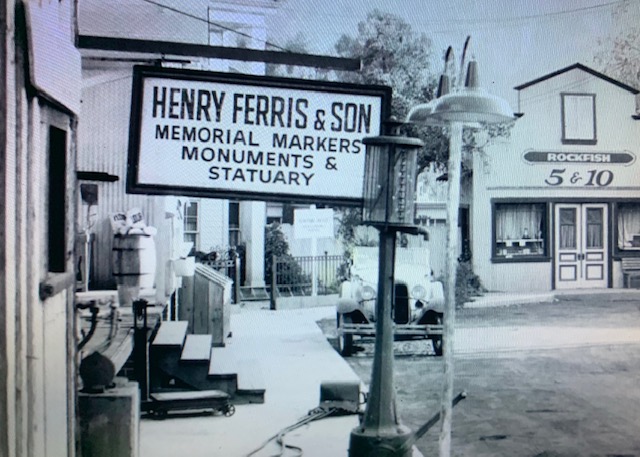 HENRY FERRIS & SON
MEMORIAL MARKERS
MONUMENTS &
STATUARY
ROCKFISH
5 & 10